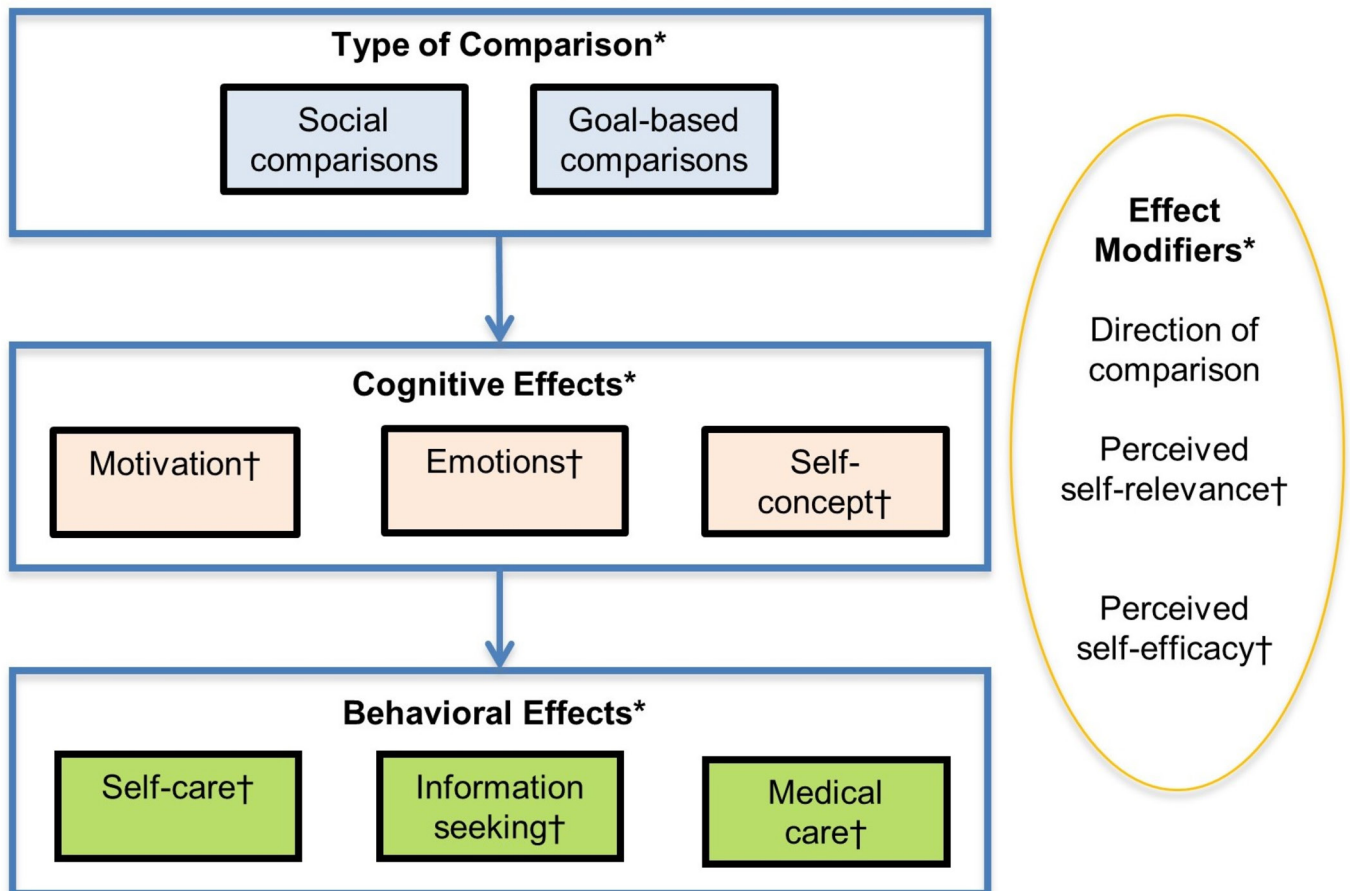 Type of Comparison*
Social
comparisons
Goal-based
comparisons
Cognitive Effects*
Motivation†
Emotions†
Self-
concept†
Behavioral Effects*
Self-care†
Information
seeking†
Medical
care†
Effect
Modifiers*
Direction of
comparison
Perceived
self-relevance†
Perceived
self-efficacy†